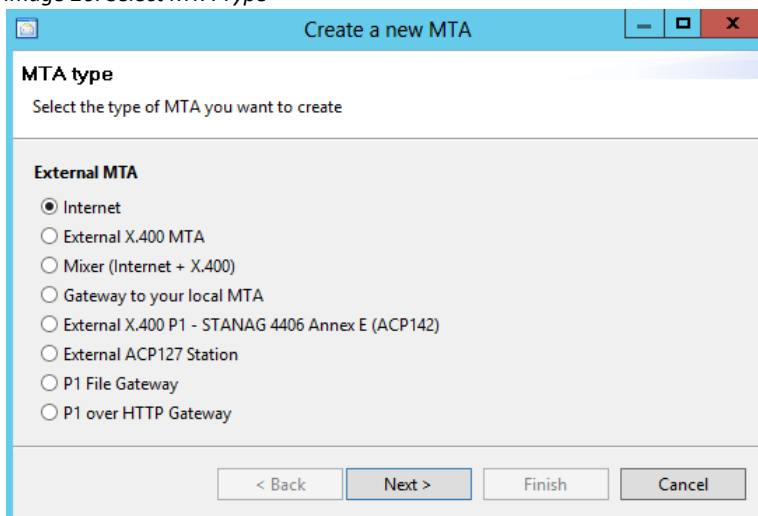 Create a new MTA
MTA type
Select the type of MTA you want to create
External MTA
Internet
External X.400 MTA
Mixer (Internet + X.400)
Gateway to your local MTA
External X.400 P1 - STANAG 4406 Annex E (ACP142)
External ACP127 Station
P1 File Gateway
P1 over HTTP Gateway
< Back Next > Finish Cancel